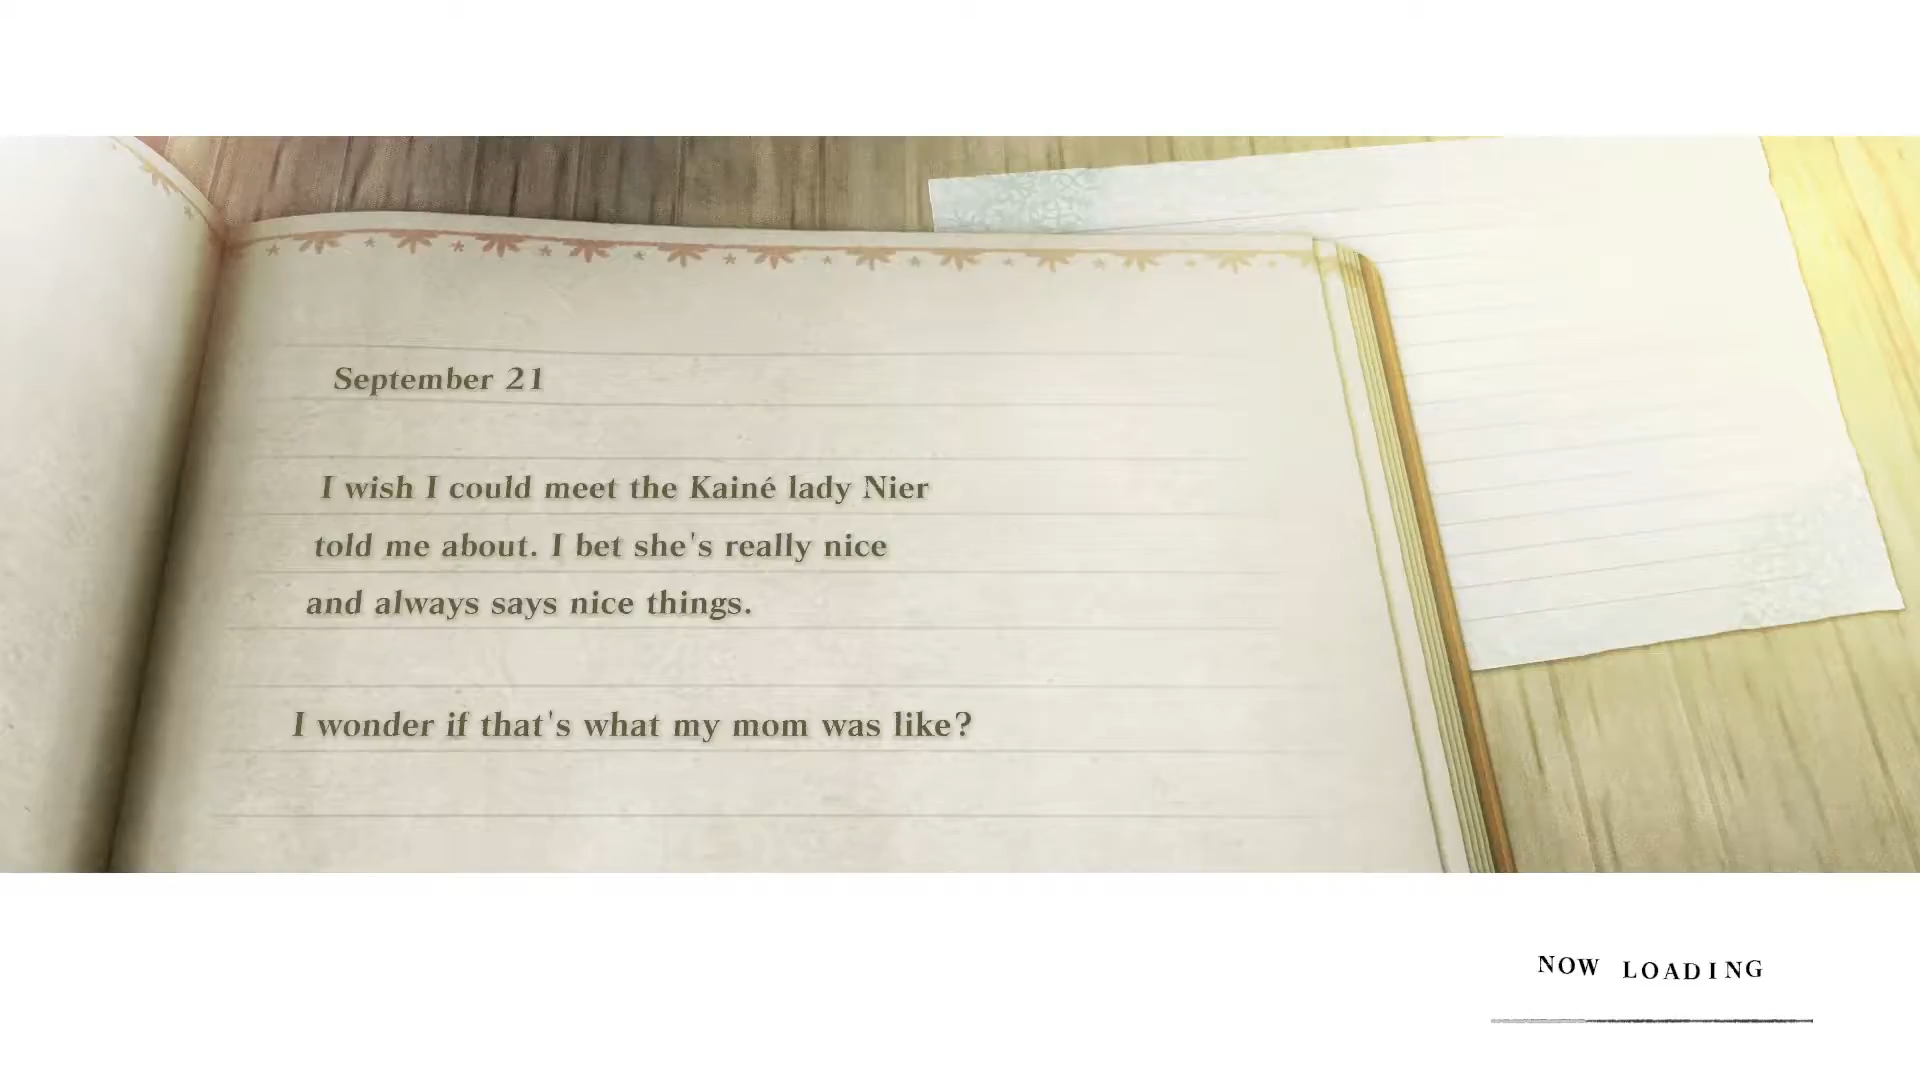 September 21
I wish I could meet the Kainé lady Nier
told me about. I bet she's really nice
and always says nice things.
I wonder if that's what my mom was like?
NOW LOADING